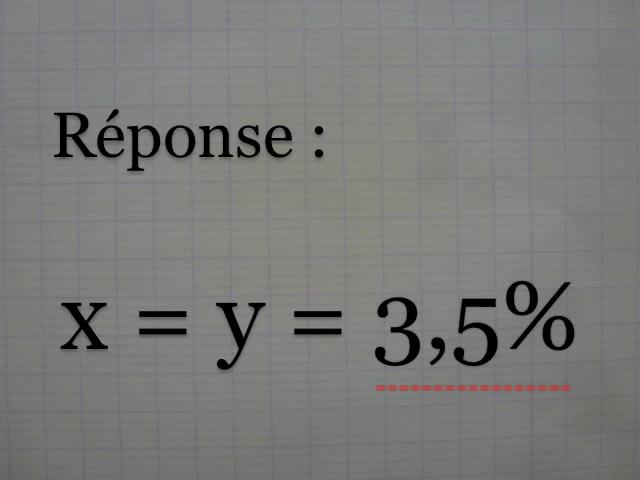 Réponse :
x = y = 3,5%